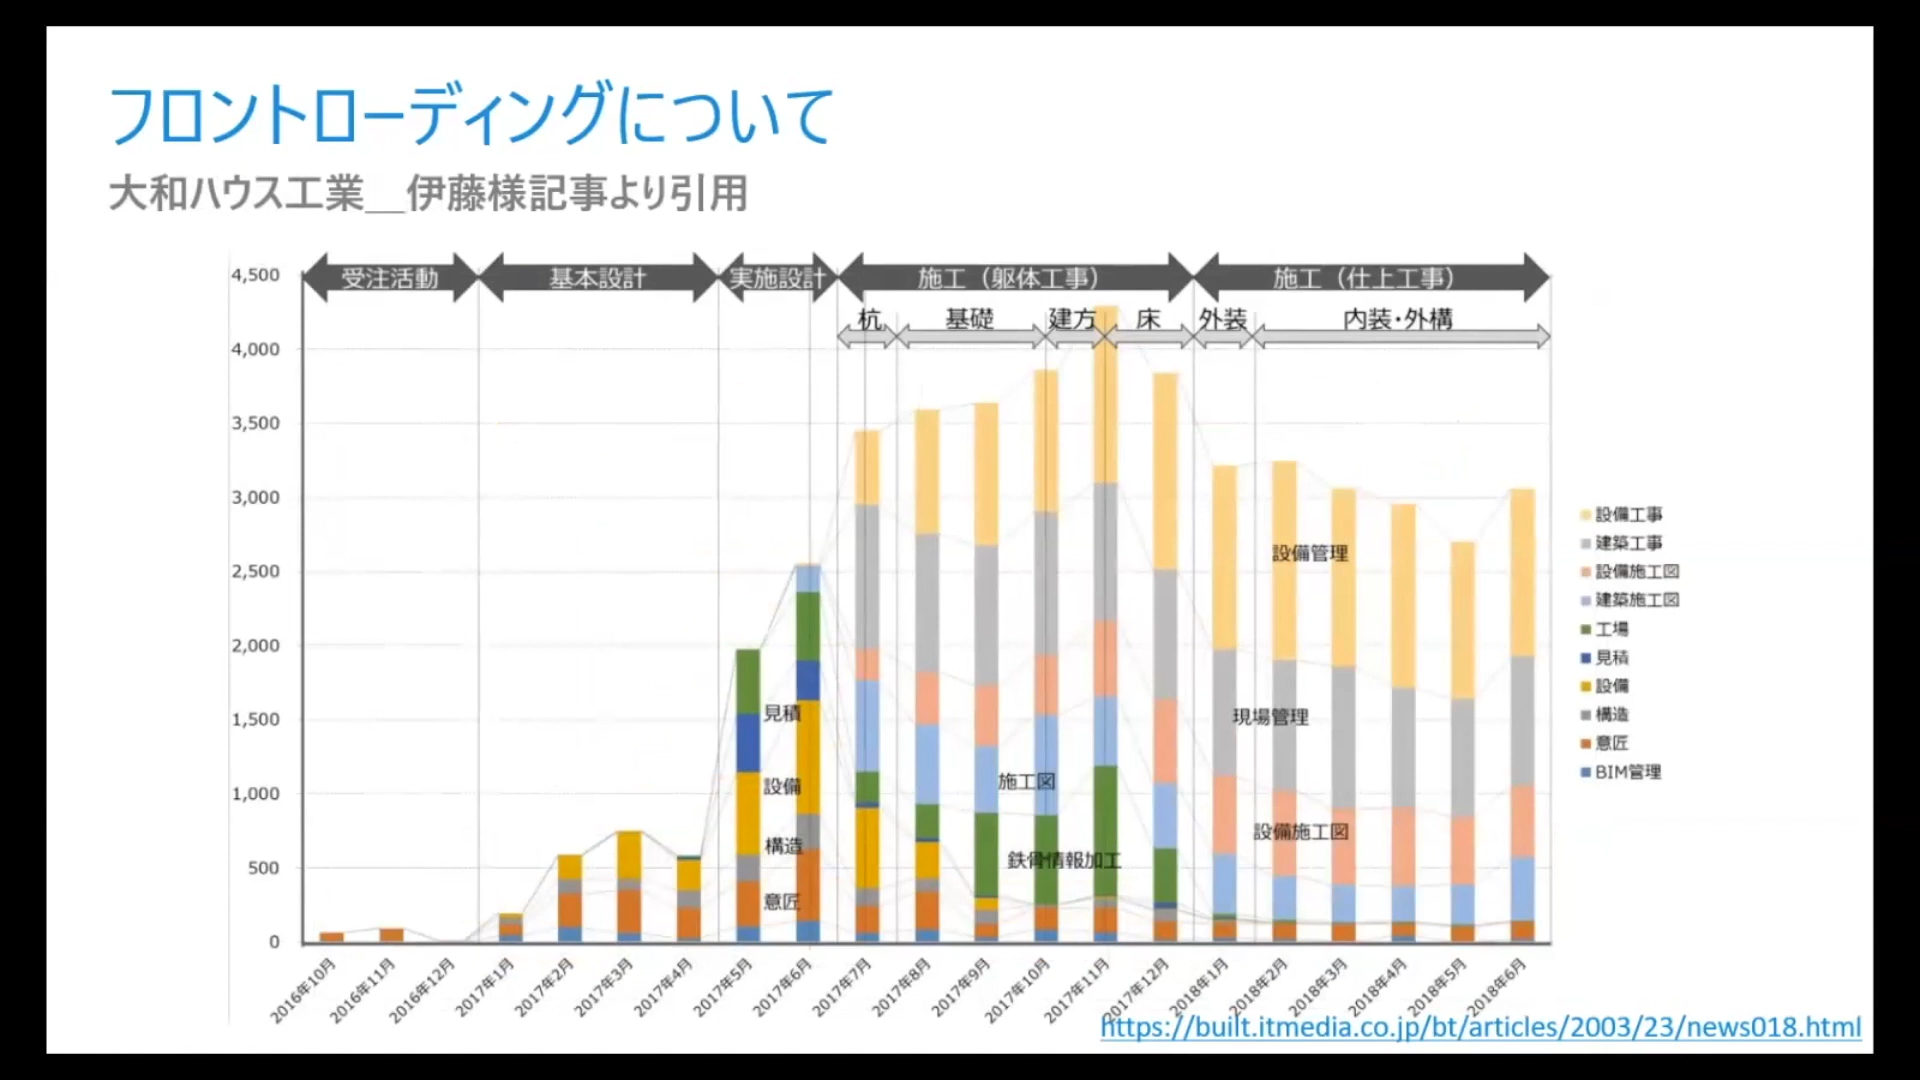 フロントローディングについて
大和ハウス工業__伊藤様記事より引用
受注活動 基本設計 実施設計 施工（躯体工事） 施工（仕上工事）
杭 基礎 建方 床 外装 内装・外構
4,500
4,000
3,500
3,000
2,500
2,000
1,500
1,000
500
0
見積
設備
構造
意匠
施工図
鉄骨情報加工
設備管理
現場管理
設備施工図
設備工事
建築工事
設備施工図
建築施工図
工場
見積
設備
構造
意匠
BIM管理
2016年10月
2016年11月
2016年12月
2017年1月
2017年2月
2017年3月
2017年4月
2017年5月
2017年6月
2017年7月
2017年8月
2017年9月
2017年10月
2017年11月
2017年12月
2018年1月
2018年2月
2018年3月
2018年4月
2018年5月
2018年6月
https://built.itmedia.co.jp/bt/articles/2003/23/news018.html